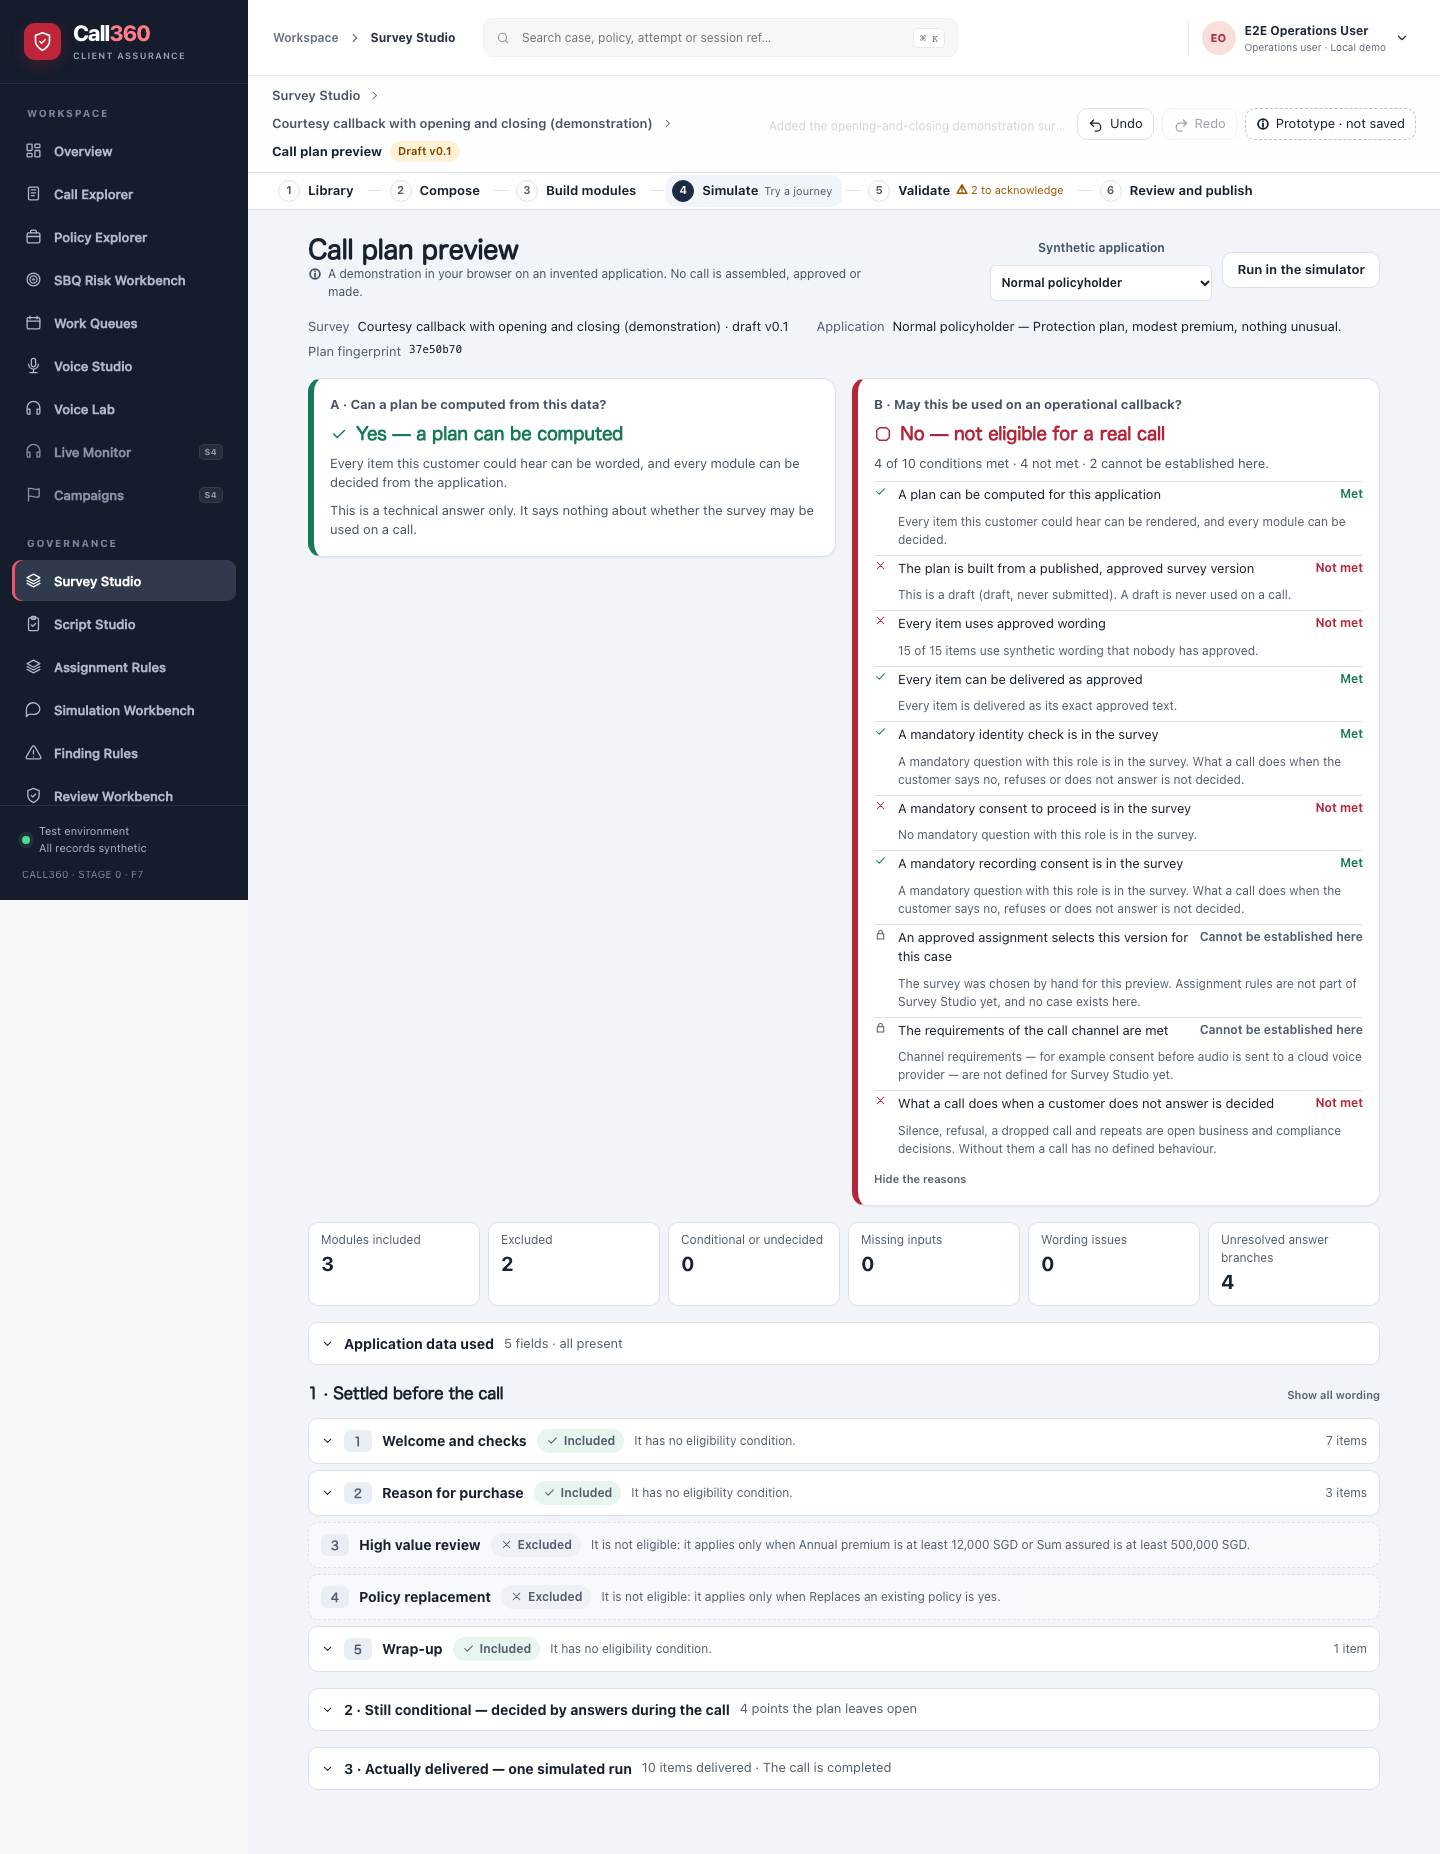 Call360
CLIENT ASSURANCE
WORKSPACE
Overview
Call Explorer
Policy Explorer
SBQ Risk Workbench
Work Queues
Voice Studio
Voice Lab
Live Monitor S4
Campaigns S4
GOVERNANCE
Survey Studio
Script Studio
Assignment Rules
Simulation Workbench
Finding Rules
Review Workbench
Test environment
All records synthetic
CALL360 · STAGE 0 · F7
Workspace > Survey Studio
Search case, policy, attempt or session ref...
⌘ K
EO
E2E Operations User
Operations user · Local demo
Survey Studio
Courtesy callback with opening and closing (demonstration)
Call plan preview Draft v0.1
Added the opening-and-closing demonstration sur...
Undo
Redo
Prototype · not saved
1 Library
2 Compose
3 Build modules
4 Simulate Try a journey
5 Validate 2 to acknowledge
6 Review and publish
Call plan preview
A demonstration in your browser on an invented application. No call is assembled, approved or
made.
Synthetic application
Normal policyholder
Run in the simulator
Survey Courtesy callback with opening and closing (demonstration) · draft v0.1
Application Normal policyholder — Protection plan, modest premium, nothing unusual.
Plan fingerprint 37e50b70
A · Can a plan be computed from this data?
Yes — a plan can be computed
Every item this customer could hear can be worded, and every module can be
decided from the application.
This is a technical answer only. It says nothing about whether the survey may be
used on a call.
B · May this be used on an operational callback?
No — not eligible for a real call
4 of 10 conditions met · 4 not met · 2 cannot be established here.
A plan can be computed for this application Met
Every item this customer could hear can be rendered, and every module can be
decided.
The plan is built from a published, approved survey version Not met
This is a draft (draft, never submitted). A draft is never used on a call.
Every item uses approved wording Not met
15 of 15 items use synthetic wording that nobody has approved.
Every item can be delivered as approved Met
Every item is delivered as its exact approved text.
A mandatory identity check is in the survey Met
A mandatory question with this role is in the survey. What a call does when the
customer says no, refuses or does not answer is not decided.
A mandatory consent to proceed is in the survey Not met
No mandatory question with this role is in the survey.
A mandatory recording consent is in the survey Met
A mandatory question with this role is in the survey. What a call does when the
customer says no, refuses or does not answer is not decided.
An approved assignment selects this version for Cannot be established here
this case
The survey was chosen by hand for this preview. Assignment rules are not part of
Survey Studio yet, and no case exists here.
The requirements of the call channel are met Cannot be established here
Channel requirements — for example consent before audio is sent to a cloud voice
provider — are not defined for Survey Studio yet.
What a call does when a customer does not answer is decided Not met
Silence, refusal, a dropped call and repeats are open business and compliance
decisions. Without them a call has no defined behaviour.
Hide the reasons
Modules included
3
Excluded
2
Conditional or undecided
0
Missing inputs
0
Wording issues
0
Unresolved answer
branches
4
Application data used 5 fields · all present
1 · Settled before the call
Show all wording
1 Welcome and checks Included It has no eligibility condition. 7 items
2 Reason for purchase Included It has no eligibility condition. 3 items
3 High value review Excluded It is not eligible: it applies only when Annual premium is at least 12,000 SGD or Sum assured is at least 500,000 SGD.
4 Policy replacement Excluded It is not eligible: it applies only when Replaces an existing policy is yes.
5 Wrap-up Included It has no eligibility condition. 1 item
2 · Still conditional — decided by answers during the call 4 points the plan leaves open
3 · Actually delivered — one simulated run 10 items delivered · The call is completed